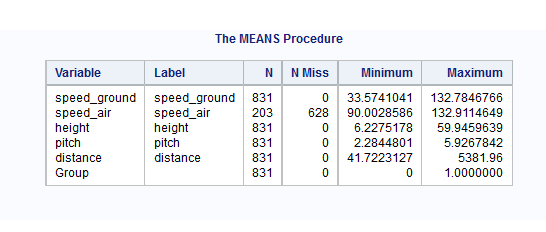 The MEANS Procedure
Variable Label N N Miss Minimum Maximum
speed_ground speed_ground 831 0 33.5741041 132.7846766
speed_air speed_air 203 628 90.0028586 132.9114649
height height 831 0 6.2275178 59.9459639
pitch pitch 831 0 2.2844801 5.9267842
distance distance 831 0 41.7223127 5381.96
Group 831 0 0 1.0000000